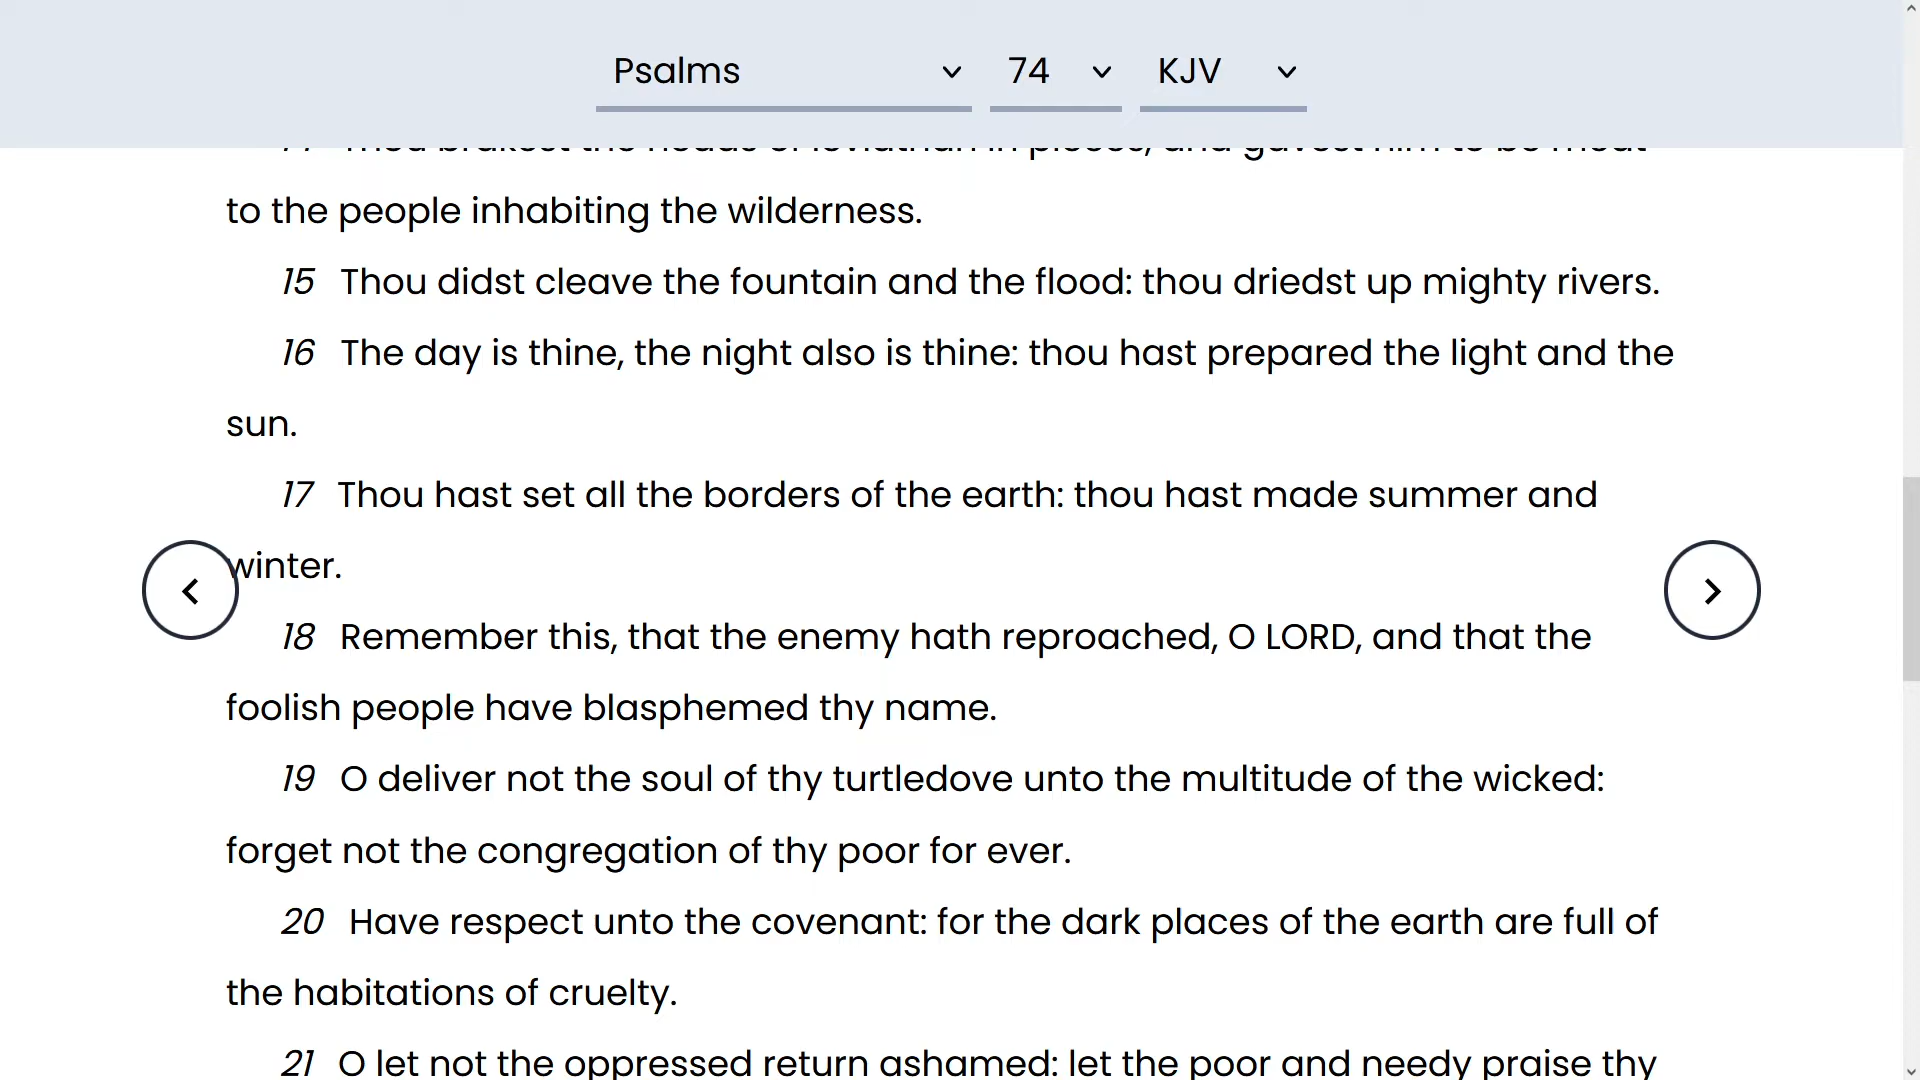 Psalms 74 KJV
to the people inhabiting the wilderness.
15 Thou didst cleave the fountain and the flood: thou driedst up mighty rivers.
16 The day is thine, the night also is thine: thou hast prepared the light and the
sun.
17 Thou hast set all the borders of the earth: thou hast made summer and
winter.
18 Remember this, that the enemy hath reproached, O LORD, and that the
foolish people have blasphemed thy name.
19 O deliver not the soul of thy turtledove unto the multitude of the wicked:
forget not the congregation of thy poor for ever.
20 Have respect unto the covenant: for the dark places of the earth are full of
the habitations of cruelty.
21 O let not the oppressed return ashamed: let the poor and needy praise thy